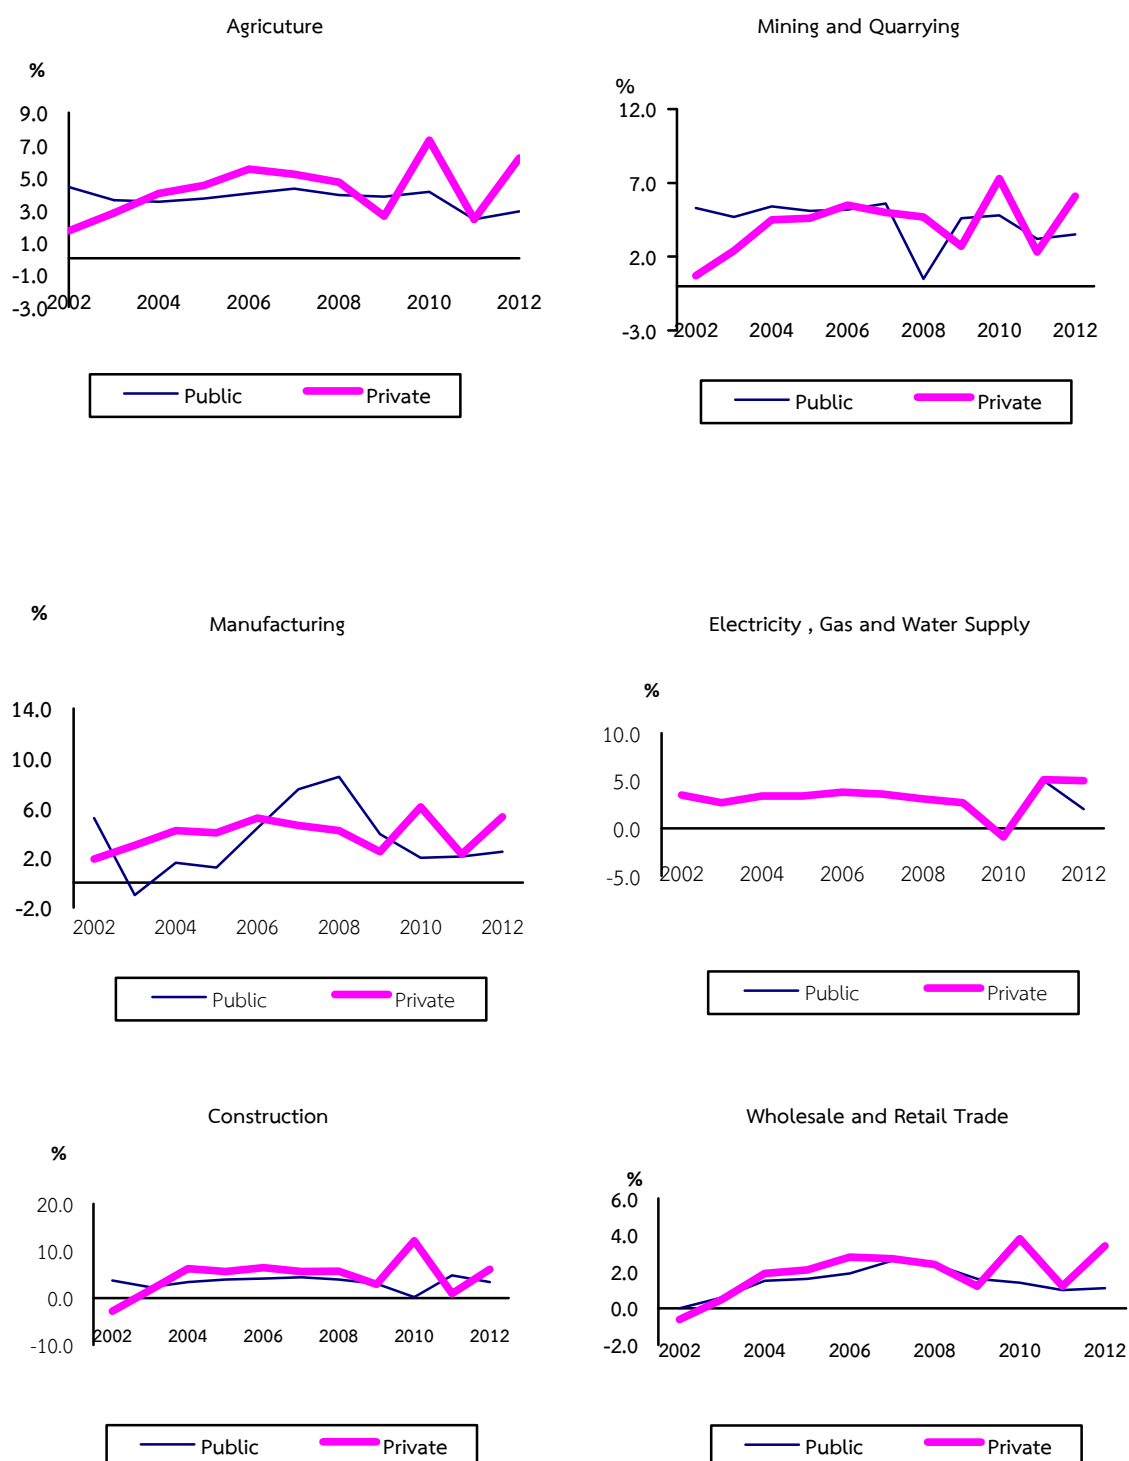 Agricuture
%
9.0
7.0
5.0
3.0
1.0
-1.0
-3.0
2002 2004 2006 2008 2010 2012
Public Private
Mining and Quarrying
%
12.0
7.0
2.0
-3.0
2002 2004 2006 2008 2010 2012
Public Private
Manufacturing
%
14.0
10.0
6.0
2.0
-2.0
2002 2004 2006 2008 2010 2012
Public Private
Electricity , Gas and Water Supply
%
10.0
5.0
0.0
-5.0
2002 2004 2006 2008 2010 2012
Public Private
Construction
%
20.0
10.0
0.0
-10.0
2002 2004 2006 2008 2010 2012
Public Private
Wholesale and Retail Trade
%
6.0
4.0
2.0
0.0
-2.0
2002 2004 2006 2008 2010 2012
Public Private